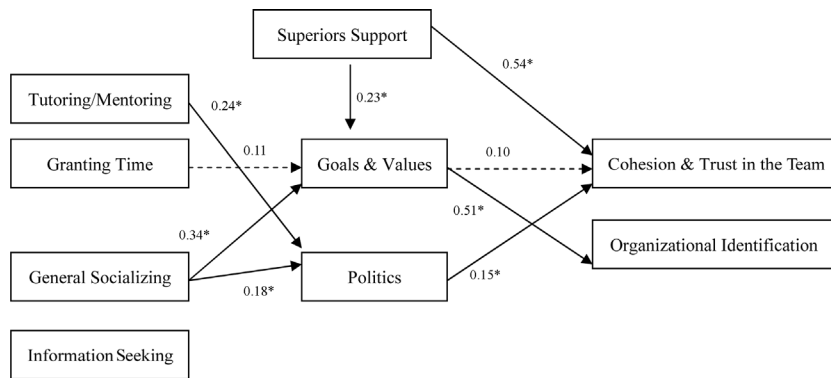 Superiors Support
0.54*
Tutoring/Mentoring
0.24*
0.23*
Granting Time
0.11
Goals & Values
0.10
Cohesion & Trust in the Team
0.34*
0.51*
Organizational Identification
General Socializing
0.18*
Politics
0.15*
Information Seeking